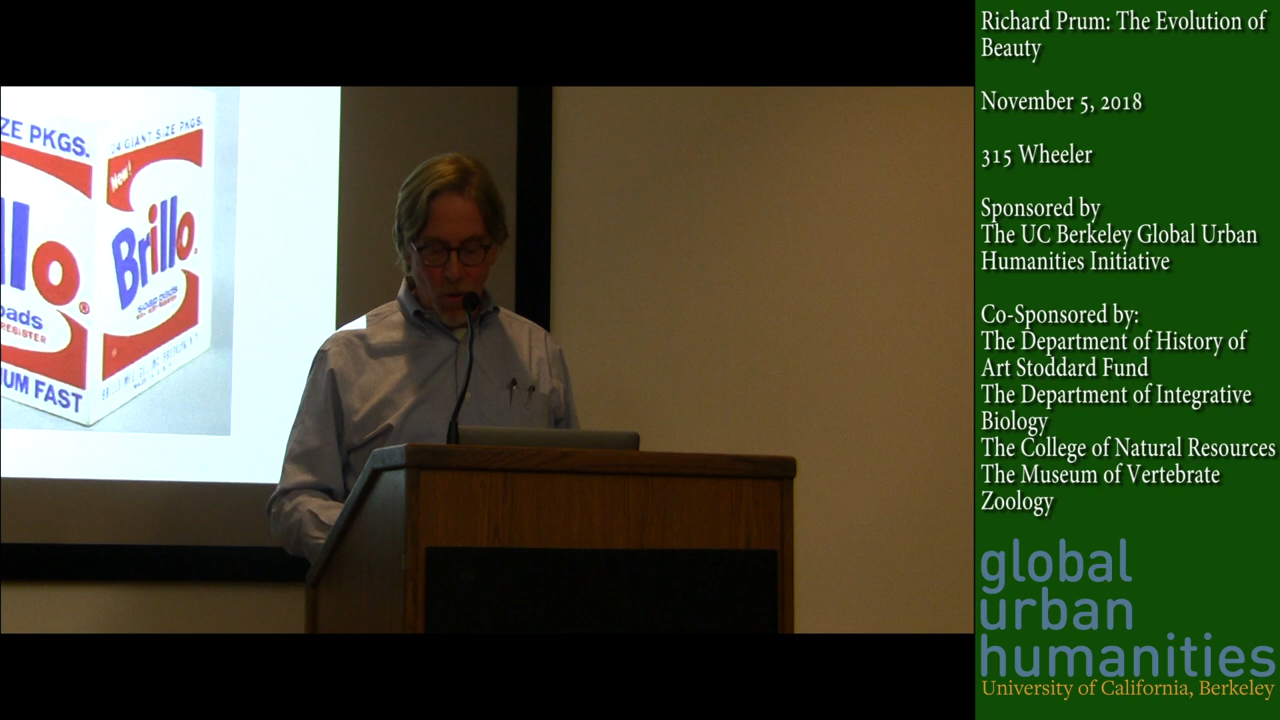 ZE PKGS.
24 GIANT SIZE PKGS.
New!
llo®
Brillo®
pads
soap pads
REGISTER
UM FAST
Richard Prum: The Evolution of
Beauty
November 5, 2018
315 Wheeler
Sponsored by
The UC Berkeley Global Urban
Humanities Initiative
Co-Sponsored by:
The Department of History of
Art Stoddard Fund
The Department of Integrative
Biology
The College of Natural Resources
The Museum of Vertebrate
Zoology
global
urban
humanities
University of California, Berkeley